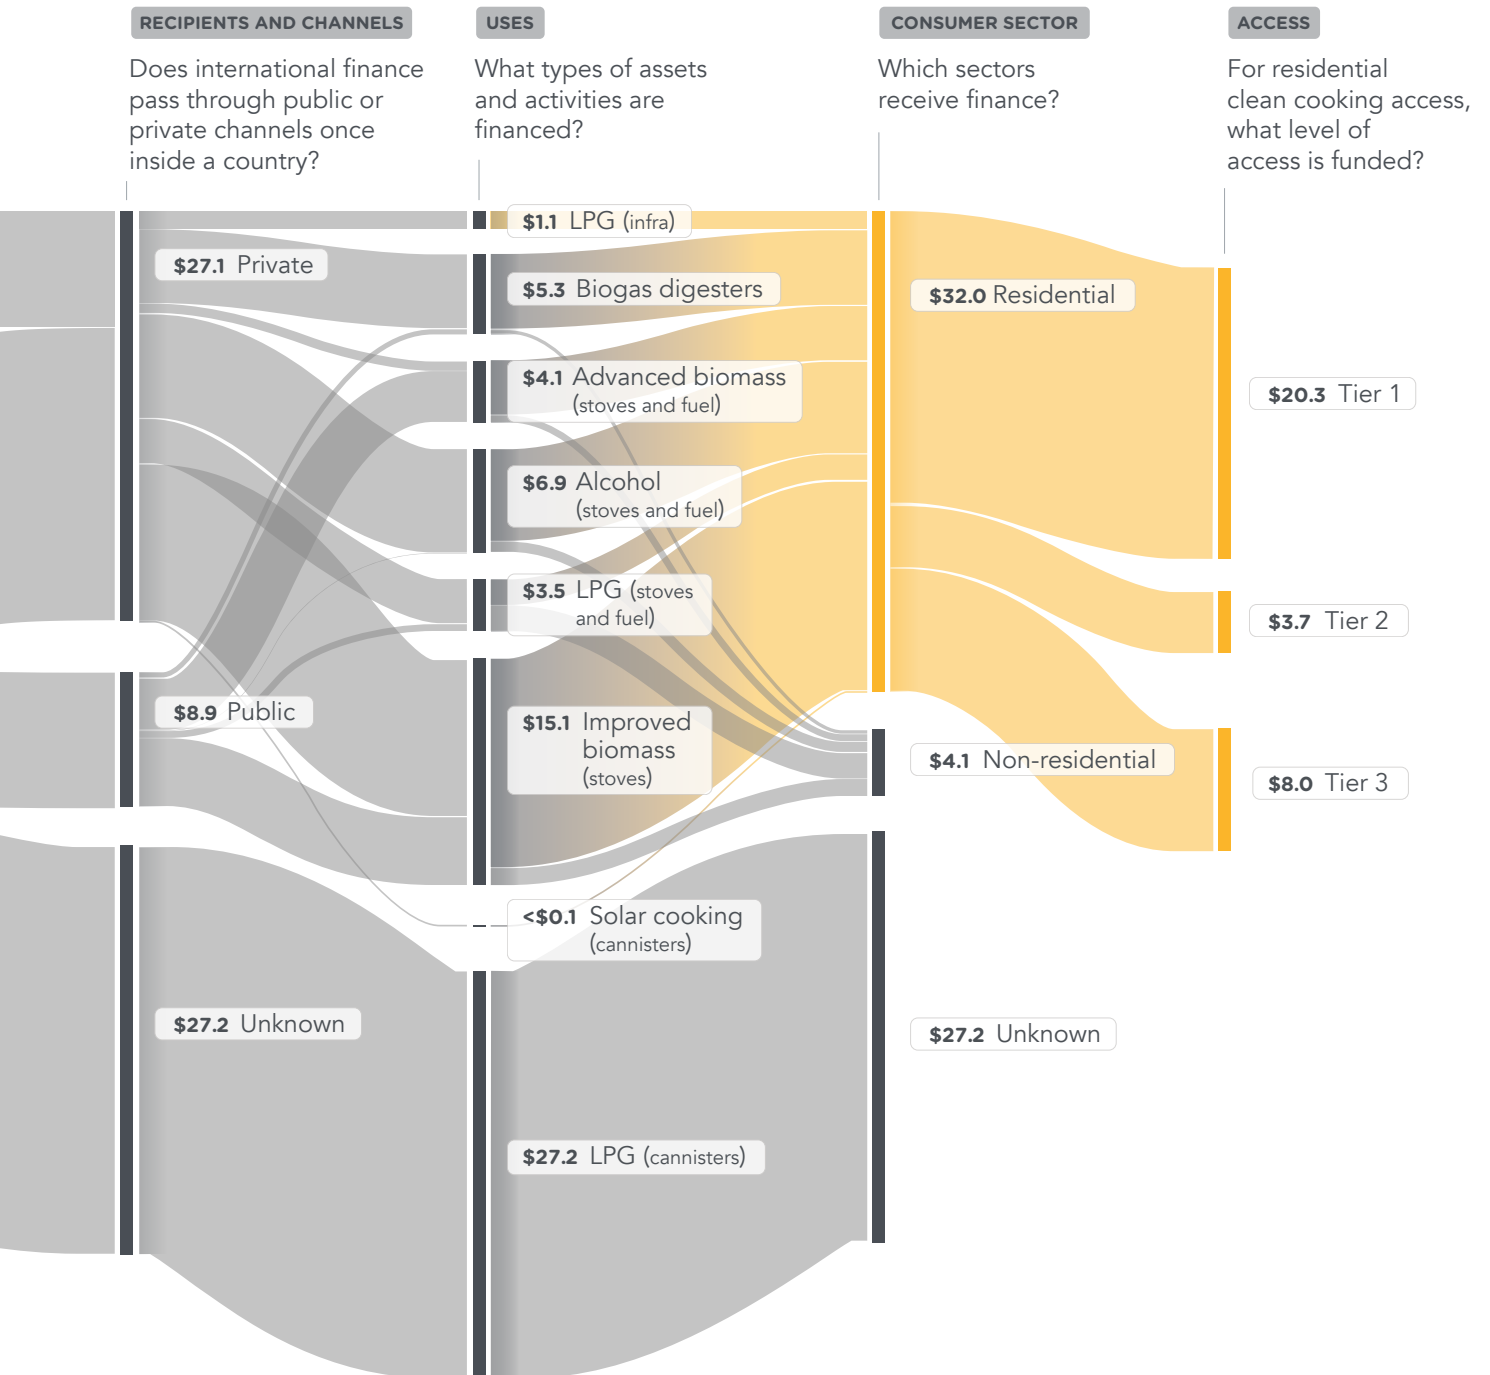 RECIPIENTS AND CHANNELS
Does international finance
pass through public or
private channels once
inside a country?
USES
What types of assets
and activities are
financed?
CONSUMER SECTOR
Which sectors
receive finance?
ACCESS
For residential
clean cooking access,
what level of
access is funded?
$27.1 Private
$8.9 Public
$27.2 Unknown
$1.1 LPG (infra)
$5.3 Biogas digesters
$4.1 Advanced biomass
(stoves and fuel)
$6.9 Alcohol
(stoves and fuel)
$3.5 LPG (stoves
and fuel)
$15.1 Improved
biomass
(stoves)
<$0.1 Solar cooking
(cannisters)
$27.2 LPG (cannisters)
$32.0 Residential
$4.1 Non-residential
$27.2 Unknown
$20.3 Tier 1
$3.7 Tier 2
$8.0 Tier 3